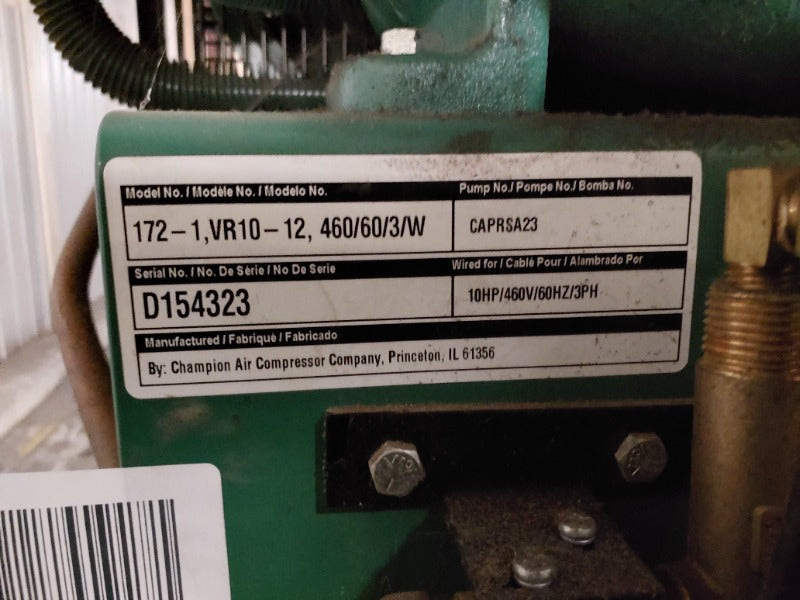 Model No. / Modèle No. / Modelo No.
Pump No./ Pompe No./ Bomba No.
172-1,VR10-12, 460/60/3/W
CAPRSA23
Serial No. / No. De Série / No De Serie
Wired for / Cablé Pour / Alambrado Por
D154323
10HP/460V/60HZ/3PH
Manufactured / Fabriqué / Fabricado
By: Champion Air Compressor Company, Princeton, IL 61356